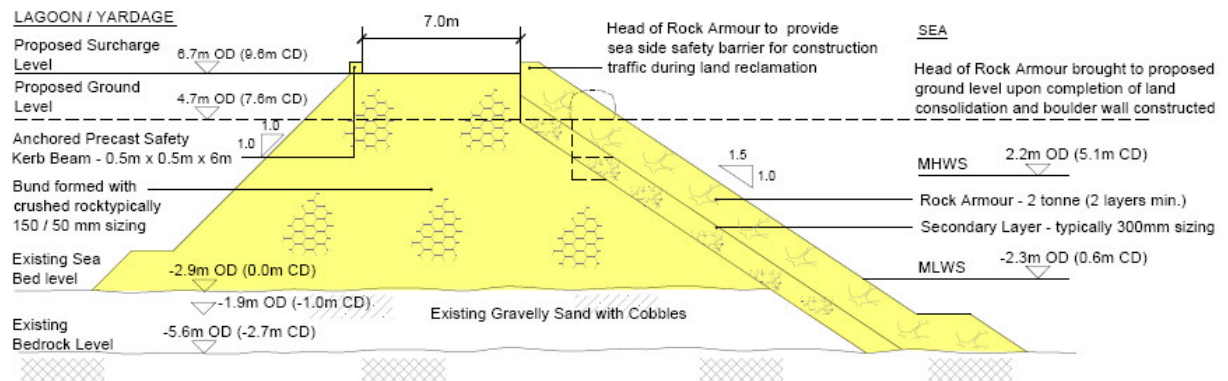 LAGOON / YARDAGE
Proposed Surcharge
Level
6.7m OD (9.6m CD)
Proposed Ground
Level
4.7m OD (7.6m CD)
1.0
1.0
Anchored Precast Safety
Kerb Beam - 0.5m x 0.5m x 6m
Bund formed with
crushed rocktypically
150 / 50 mm sizing
Existing Sea
Bed level
-2.9m OD (0.0m CD)
-1.9m OD (-1.0m CD)
Existing
Bedrock Level
-5.6m OD (-2.7m CD)
7.0m
Head of Rock Armour to provide
sea side safety barrier for construction
traffic during land reclamation
Existing Gravelly Sand with Cobbles
1.5
1.0
SEA
Head of Rock Armour brought to proposed
ground level upon completion of land
consolidation and boulder wall constructed
MHWS
2.2m OD (5.1m CD)
Rock Armour - 2 tonne (2 layers min.)
Secondary Layer - typically 300mm sizing
MLWS
-2.3m OD (0.6m CD)